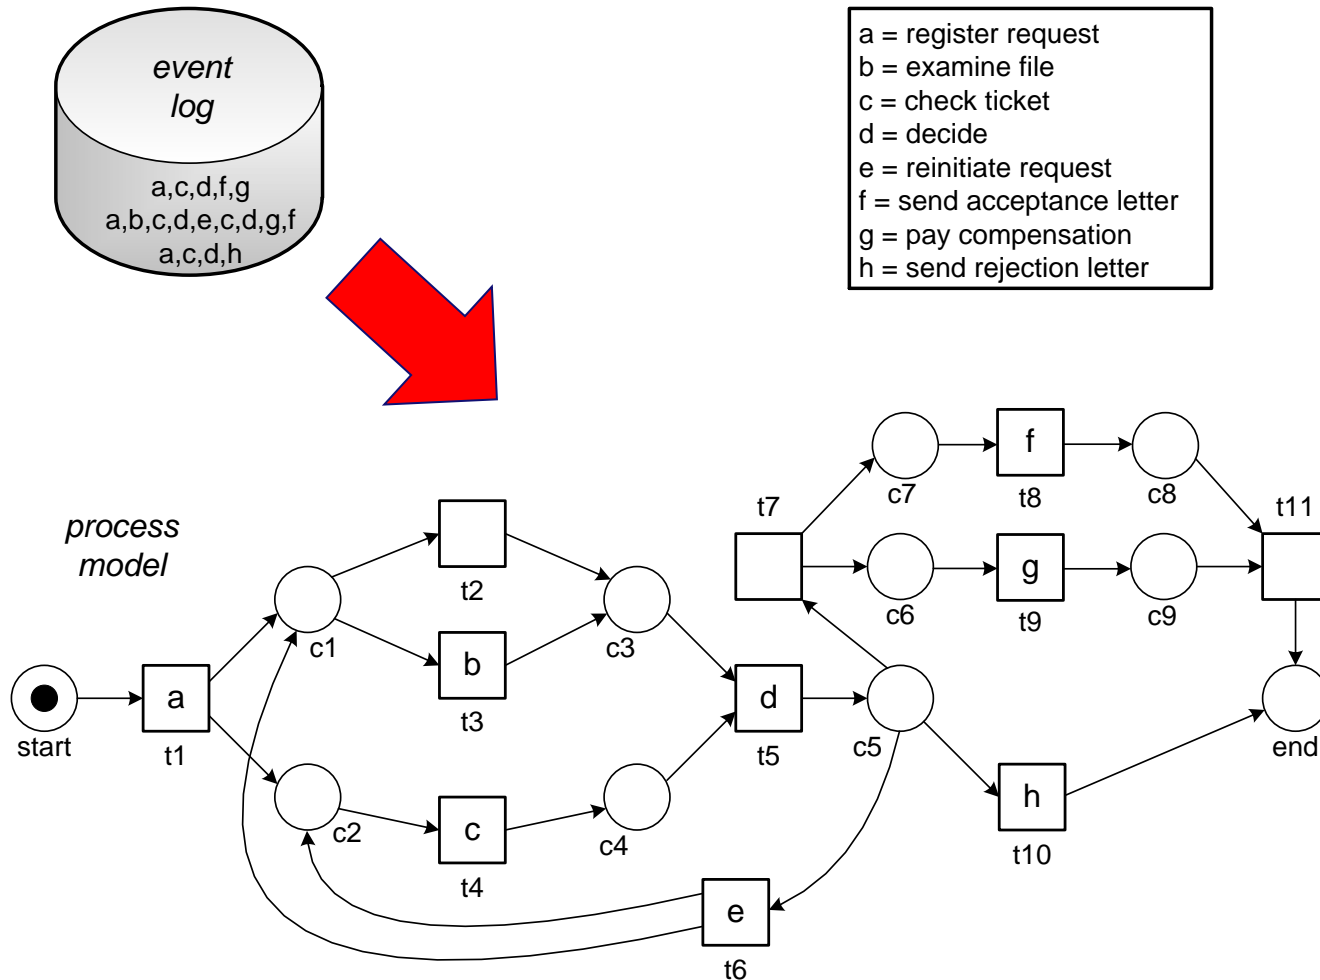 event
log
a,c,d,f,g
a,b,c,d,e,c,d,g,f
a,c,d,h
a = register request
b = examine file
c = check ticket
d = decide
e = reinitiate request
f = send acceptance letter
g = pay compensation
h = send rejection letter
process
model
start
a
t1
c1
c2
t2
b
t3
c
t4
c3
c4
d
t5
c5
e
t6
t7
c7
c6
f
t8
g
t9
c8
c9
t11
h
t10
end